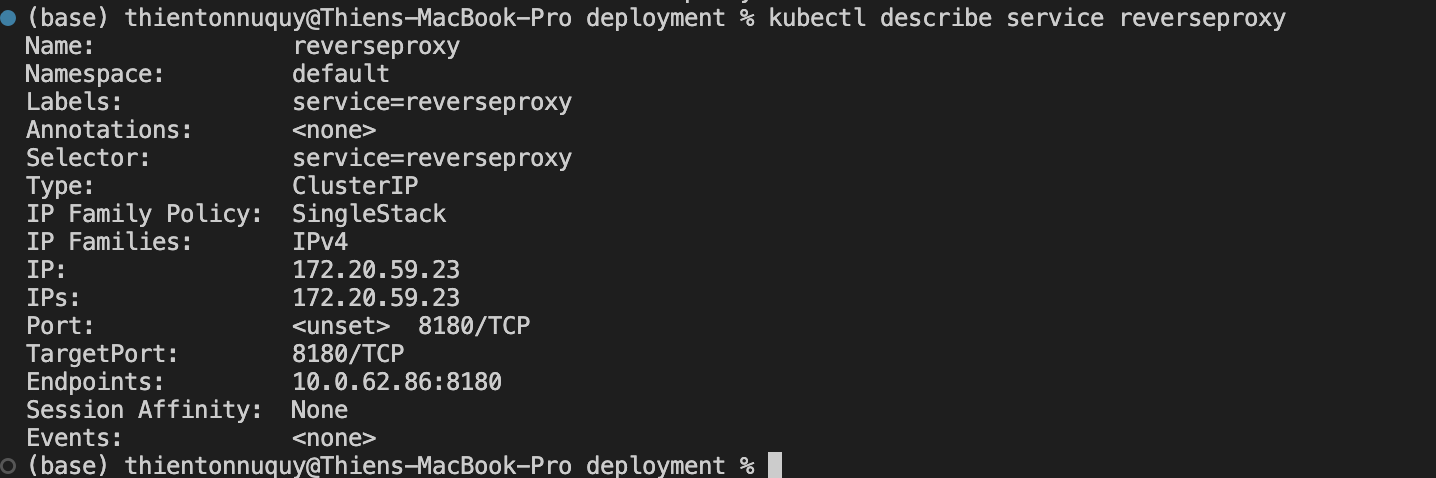 (base) thientonnuquy@Thiens-MacBook-Pro deployment % kubectl describe service reverseproxy
Name:              reverseproxy
Namespace:         default
Labels:            service=reverseproxy
Annotations:       <none>
Selector:          service=reverseproxy
Type:              ClusterIP
IP Family Policy:  SingleStack
IP Families:       IPv4
IP:                172.20.59.23
IPs:               172.20.59.23
Port:              <unset>  8180/TCP
TargetPort:        8180/TCP
Endpoints:         10.0.62.86:8180
Session Affinity:  None
Events:            <none>
(base) thientonnuquy@Thiens-MacBook-Pro deployment %